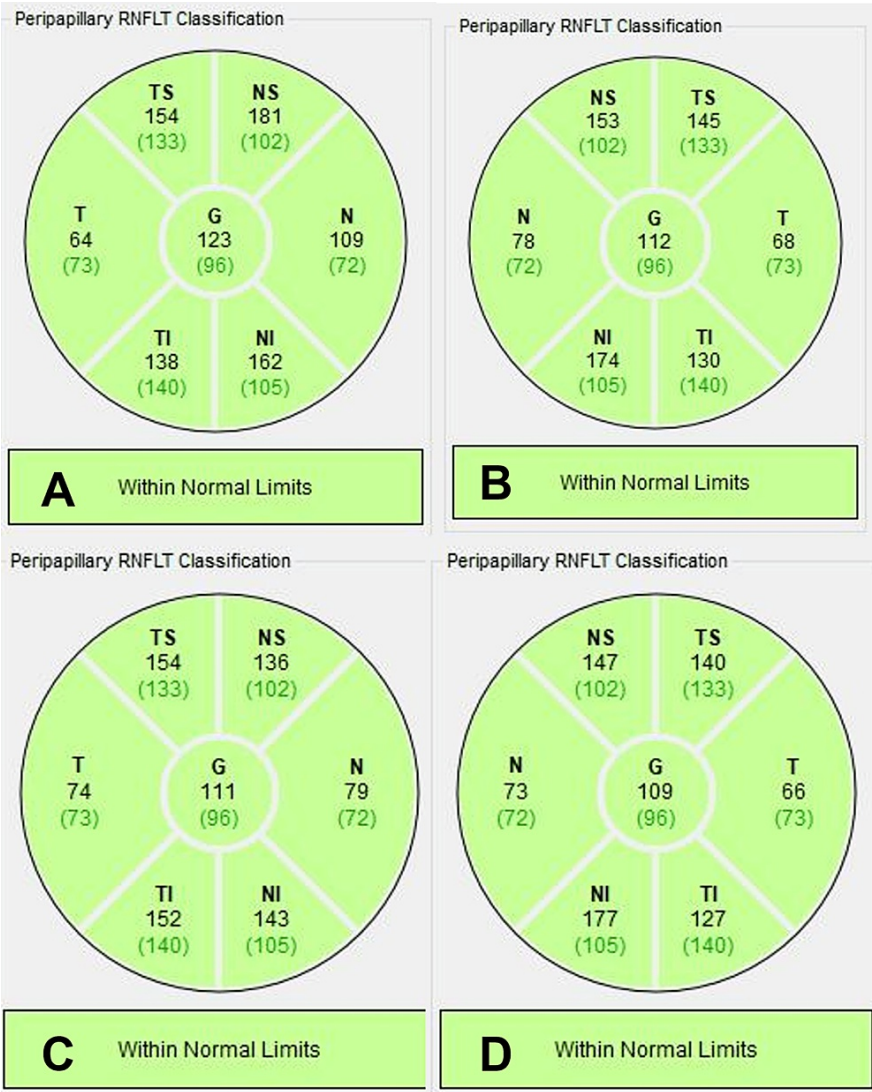 Peripapillary RNFLT Classification
TS
154
(133)
NS
181
(102)
T
64
(73)
G
123
(96)
N
109
(72)
TI
138
(140)
NI
162
(105)
A Within Normal Limits
Peripapillary RNFLT Classification
NS
153
(102)
TS
145
(133)
N
78
(72)
G
112
(96)
T
68
(73)
NI
174
(105)
TI
130
(140)
B Within Normal Limits
Peripapillary RNFLT Classification
TS
154
(133)
NS
136
(102)
T
74
(73)
G
111
(96)
N
79
(72)
TI
152
(140)
NI
143
(105)
C Within Normal Limits
Peripapillary RNFLT Classification
NS
147
(102)
TS
140
(133)
N
73
(72)
G
109
(96)
T
66
(73)
NI
177
(105)
TI
127
(140)
D Within Normal Limits